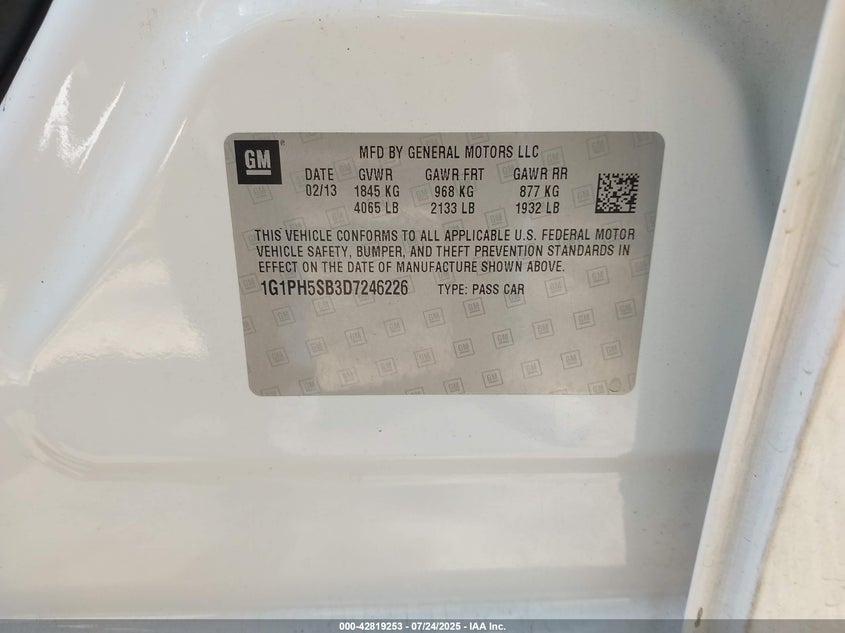 GM
MFD BY GENERAL MOTORS LLC
DATE GVWR GAWR FRT GAWR RR
02/13 1845 KG 968 KG 877 KG
4065 LB 2133 LB 1932 LB
THIS VEHICLE CONFORMS TO ALL APPLICABLE U.S. FEDERAL MOTOR
VEHICLE SAFETY, BUMPER, AND THEFT PREVENTION STANDARDS IN
EFFECT ON THE DATE OF MANUFACTURE SHOWN ABOVE.
1G1PH5SB3D7246226 TYPE: PASS CAR
000-42819253 - 07/24/2025 - IAA Inc.